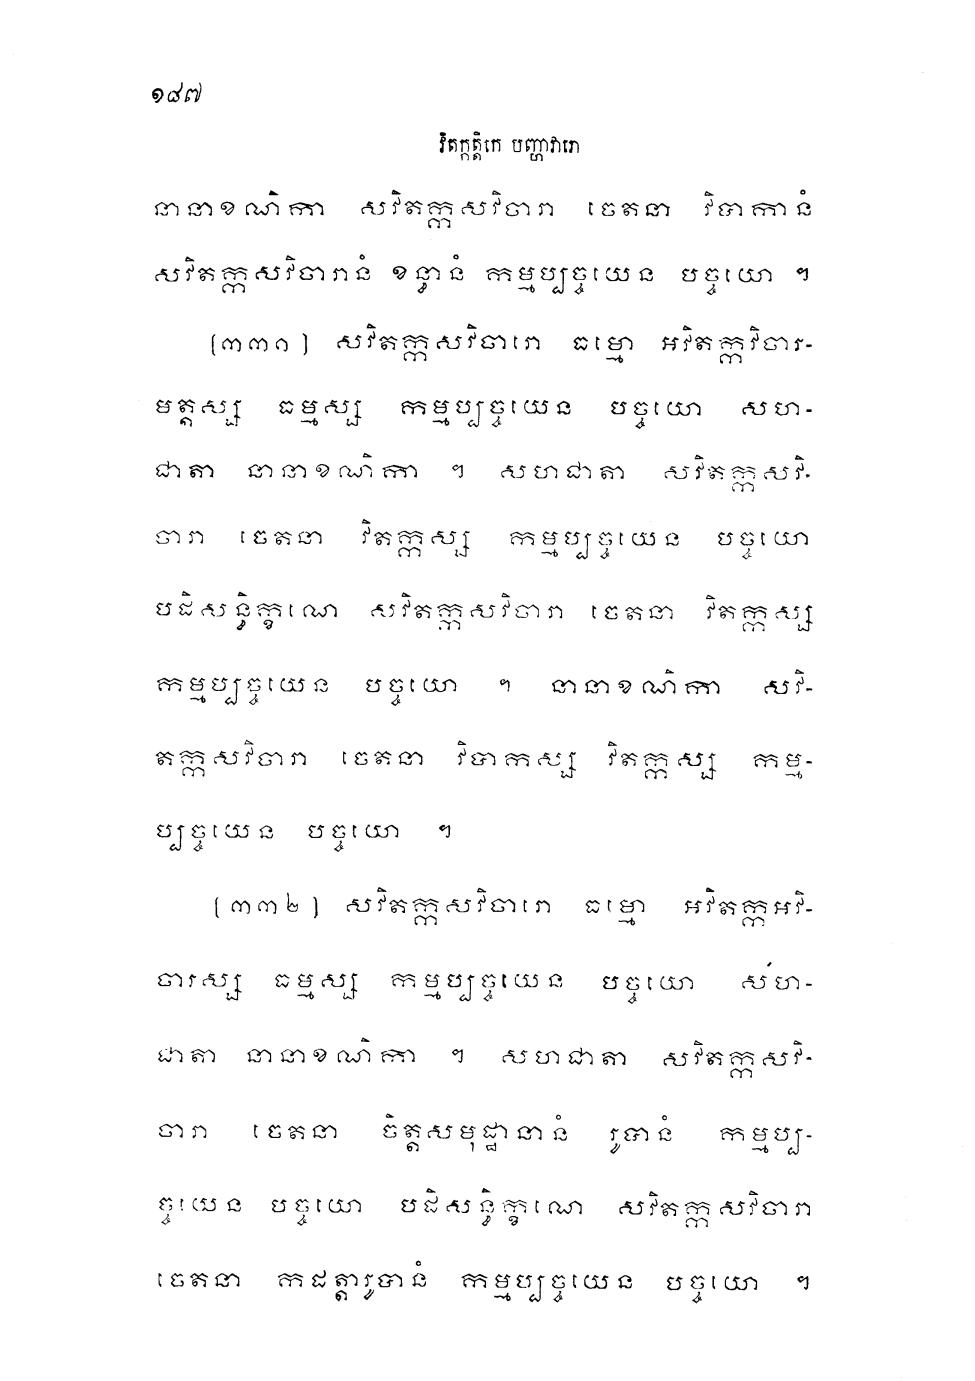 ១៨៧
វិតក្កត្តិកេ បញ្ហាវារោ
នានាខណិកា សវិតក្កសវិចារា ចេតនា វិបាកានំ
សវិតក្កសវិចារានំ ខន្ធានំ កម្មប្បច្ចយេន បច្ចយោ ។
(៣៣១) សវិតក្កសវិចារោ ធម្មោ អវិតក្កវិចារ-
មត្តស្ស ធម្មស្ស កម្មប្បច្ចយេន បច្ចយោ សហ-
ជាតា នានាខណិកា ។ សហជាតា សវិតក្កសវិ-
ចារា ចេតនា វិតក្កស្ស កម្មប្បច្ចយេន បច្ចយោ
បដិសន្ធិក្ខណេ សវិតក្កសវិចារា ចេតនា វិតក្កស្ស
កម្មប្បច្ចយេន បច្ចយោ ។ នានាខណិកា សវិ-
តក្កសវិចារា ចេតនា វិបាកស្ស វិតក្កស្ស កម្ម-
ប្បច្ចយេន បច្ចយោ ។
(៣៣២) សវិតក្កសវិចារោ ធម្មោ អវិតក្កអវិ-
ចារស្ស ធម្មស្ស កម្មប្បច្ចយេន បច្ចយោ សហ-
ជាតា នានាខណិកា ។ សហជាតា សវិតក្កសវិ-
ចារា ចេតនា ចិត្តសមុដ្ឋានានំ រូបានំ កម្មប្ប-
ច្ចយេន បច្ចយោ បដិសន្ធិក្ខណេ សវិតក្កសវិចារា
ចេតនា កដត្តារូបានំ កម្មប្បច្ចយេន បច្ចយោ ។